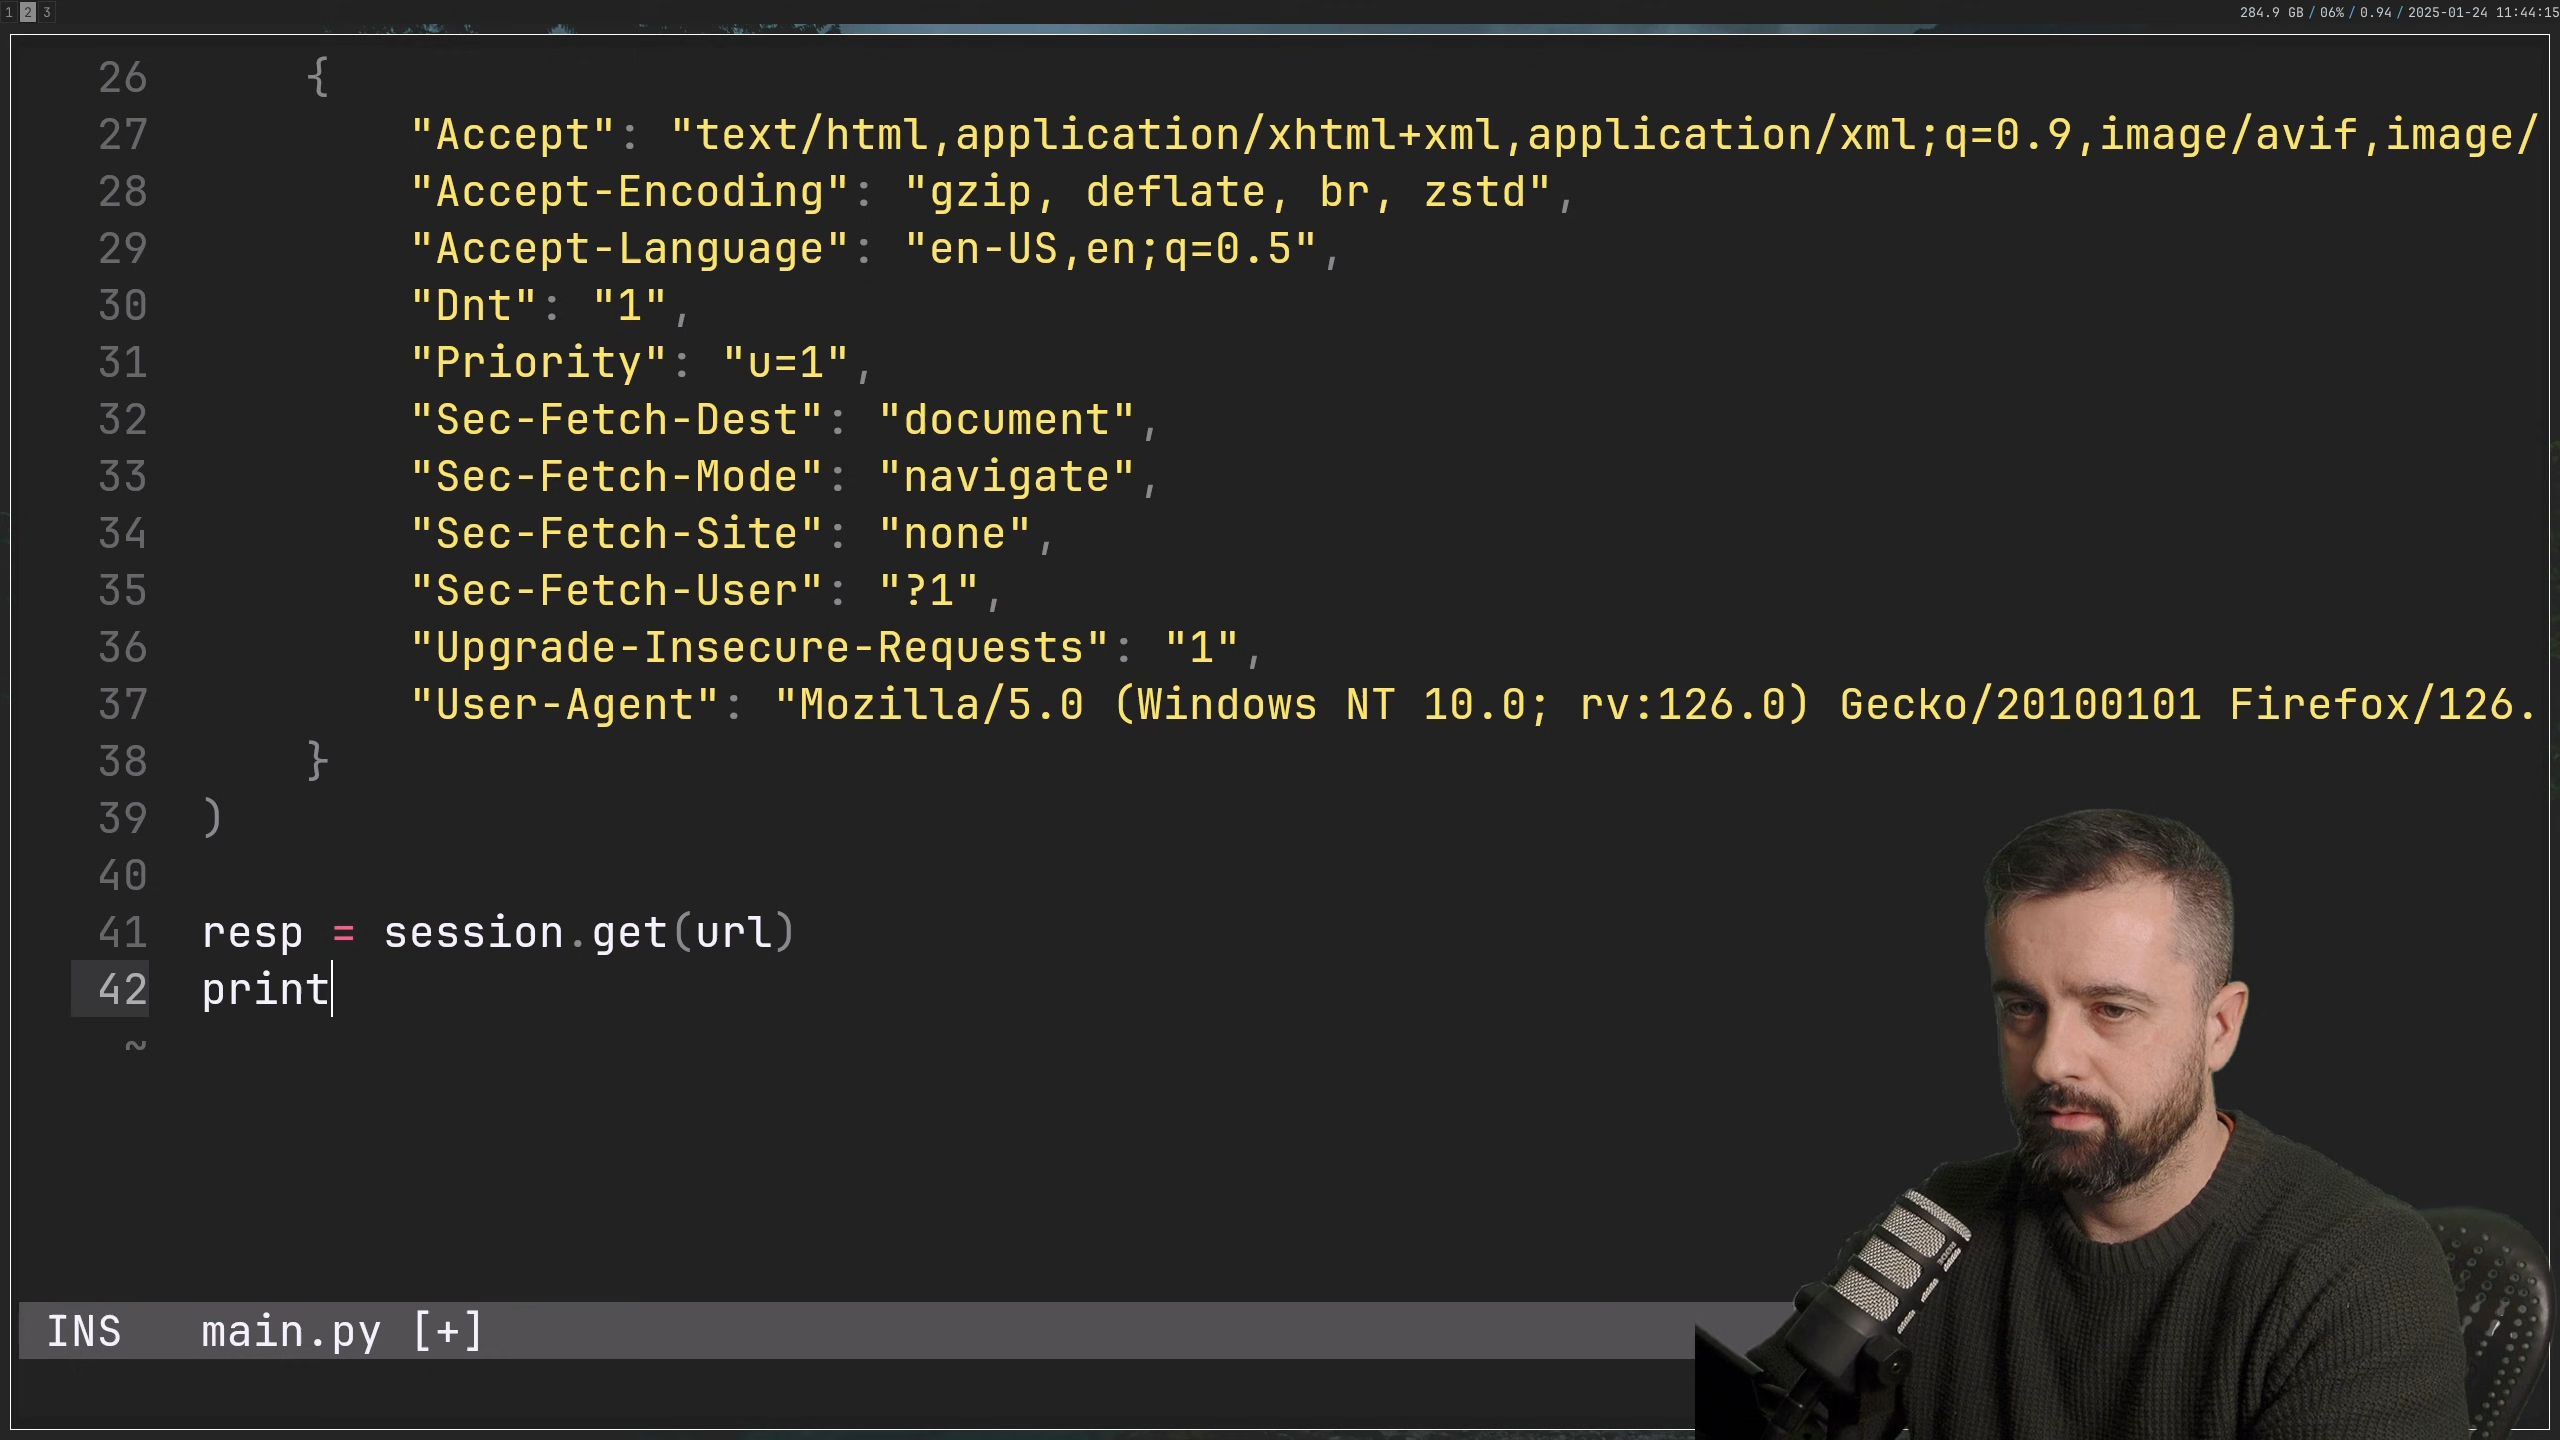 1 2 3
284.9 GB / 06% / 0.94 / 2025-01-24 11:44:15
26 {
27 "Accept": "text/html,application/xhtml+xml,application/xml;q=0.9,image/avif,image/
28 "Accept-Encoding": "gzip, deflate, br, zstd",
29 "Accept-Language": "en-US,en;q=0.5",
30 "Dnt": "1",
31 "Priority": "u=1",
32 "Sec-Fetch-Dest": "document",
33 "Sec-Fetch-Mode": "navigate",
34 "Sec-Fetch-Site": "none",
35 "Sec-Fetch-User": "?1",
36 "Upgrade-Insecure-Requests": "1",
37 "User-Agent": "Mozilla/5.0 (Windows NT 10.0; rv:126.0) Gecko/20100101 Firefox/126.
38 }
39 )
40
41 resp = session.get(url)
42 print
~
INS main.py [+]
RODE